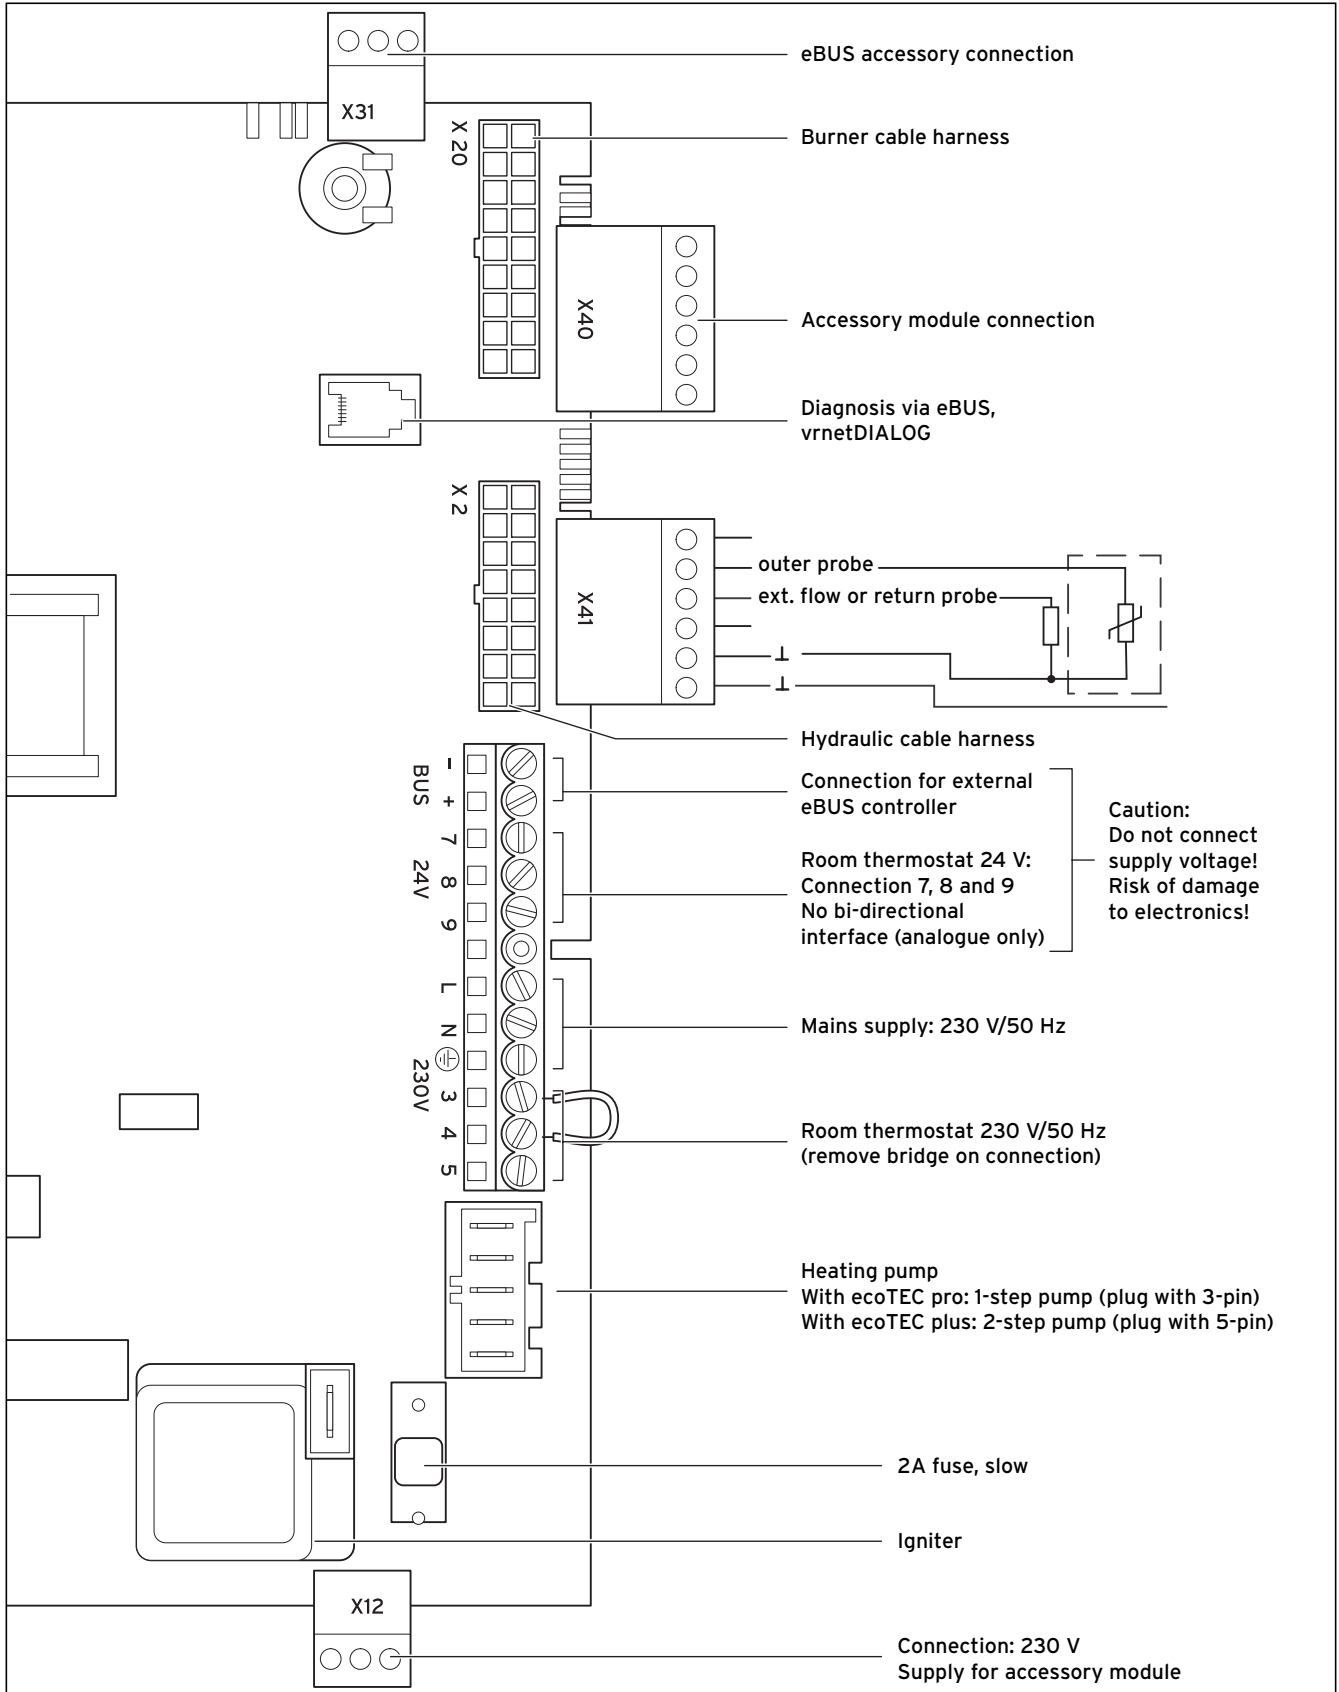 eBUS accessory connection
X31
Burner cable harness
X 20
X40
Accessory module connection
Diagnosis via eBUS,
vrnetDIALOG
X 2
X41
outer probe
ext. flow or return probe
Hydraulic cable harness
BUS
-
+
Connection for external
eBUS controller
24V
7
8
9
Room thermostat 24 V:
Connection 7, 8 and 9
No bi-directional
interface (analogue only)
Caution:
Do not connect
supply voltage!
Risk of damage
to electronics!
L
N
Mains supply: 230 V/50 Hz
230V
3
4
5
Room thermostat 230 V/50 Hz
(remove bridge on connection)
Heating pump
With ecoTEC pro: 1-step pump (plug with 3-pin)
With ecoTEC plus: 2-step pump (plug with 5-pin)
2A fuse, slow
Igniter
X12
Connection: 230 V
Supply for accessory module